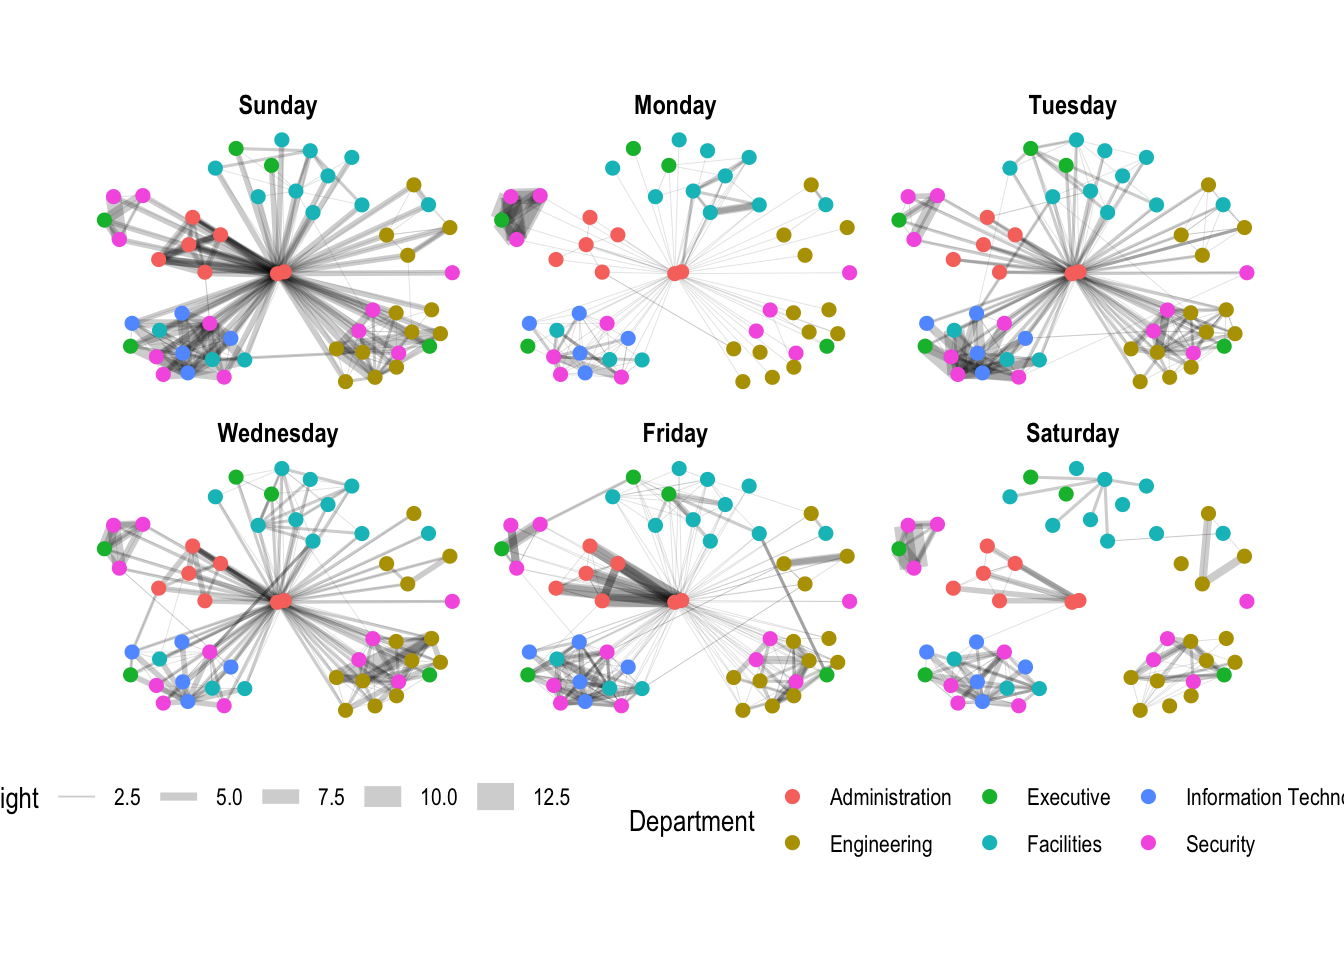 Sunday Monday Tuesday
Wednesday Friday Saturday
ight 2.5 5.0 7.5 10.0 12.5
Department
Administration Executive Information Techno
Engineering Facilities Security